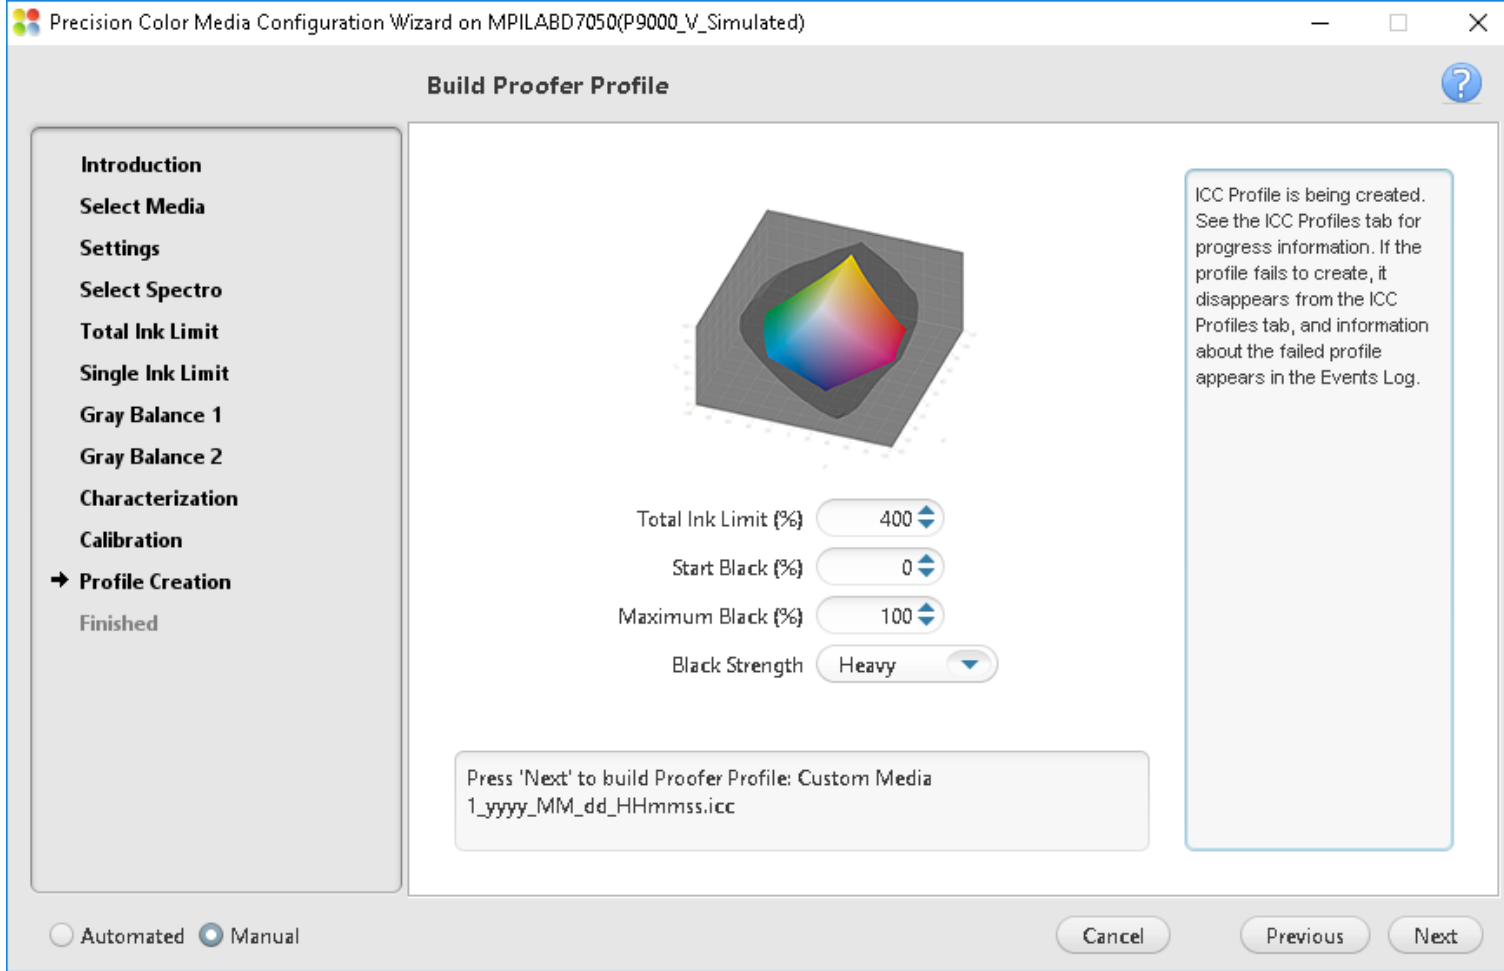 Precision Color Media Configuration Wizard on MPILABD7050(P9000_V_Simulated)
Build Proofer Profile
?
Introduction
Select Media
Settings
Select Spectro
Total Ink Limit
Single Ink Limit
Gray Balance 1
Gray Balance 2
Characterization
Calibration
Profile Creation
Finished
Total Ink Limit (%) 400
Start Black (%) 0
Maximum Black (%) 100
Black Strength Heavy
Press 'Next' to build Proofer Profile: Custom Media
1_yyyy_MM_dd_HHmmss.icc
ICC Profile is being created.
See the ICC Profiles tab for
progress information. If the
profile fails to create, it
disappears from the ICC
Profiles tab, and information
about the failed profile
appears in the Events Log.
Automated Manual
Cancel Previous Next